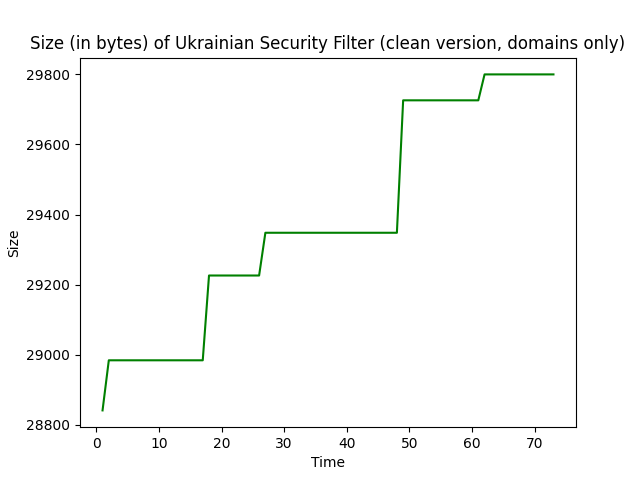 Size (in bytes) of Ukrainian Security Filter (clean version, domains only)
29800
29600
29400
29200
29000
28800
Size
0 10 20 30 40 50 60 70
Time